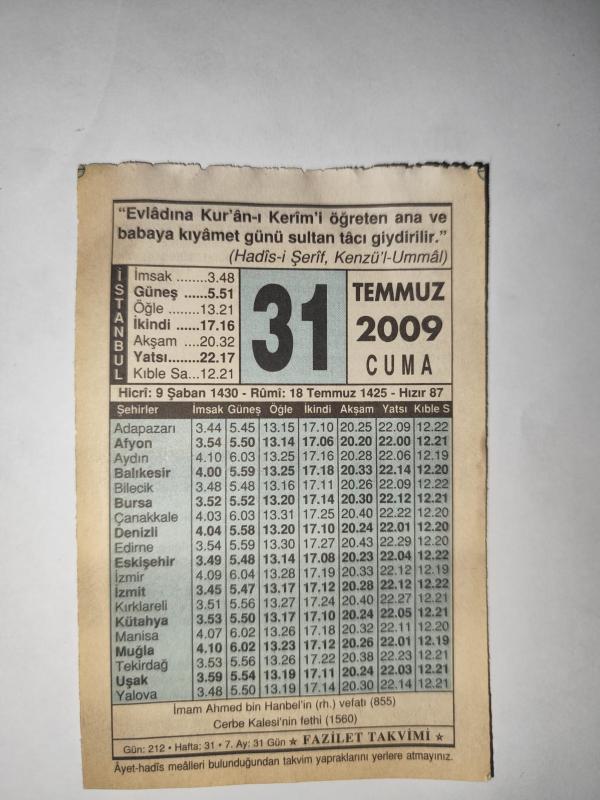 “Evlâdına Kur'ân-ı Kerîm'i öğreten ana ve
babaya kıyâmet günü sultan tâcı giydirilir.”
(Hadîs-i Şerîf, Kenzü'l-Ummâl)
İSTANBUL
İmsak ........3.48
Güneş ......5.51
Öğle ........13.21
İkindi ......17.16
Akşam ...20.32
Yatsı........22.17
Kıble Sa...12.21
31
TEMMUZ
2009
CUMA
Hicrî: 9 Şaban 1430 - Rûmî: 18 Temmuz 1425 - Hızır 87
Şehirler İmsak Güneş Öğle İkindi Akşam Yatsı Kıble S
Adapazarı 3.44 5.45 13.15 17.10 20.25 22.09 12.22
Afyon 3.54 5.50 13.14 17.06 20.20 22.00 12.21
Aydın 4.10 6.03 13.25 17.16 20.28 22.06 12.19
Balıkesir 4.00 5.59 13.25 17.18 20.33 22.14 12.20
Bilecik 3.48 5.48 13.16 17.11 20.26 22.09 12.22
Bursa 3.52 5.52 13.20 17.14 20.30 22.12 12.21
Çanakkale 4.03 6.03 13.31 17.25 20.40 22.22 12.20
Denizli 4.04 5.58 13.20 17.10 20.24 22.01 12.20
Edirne 3.54 5.59 13.30 17.27 20.43 22.29 12.20
Eskişehir 3.49 5.48 13.14 17.08 20.23 22.04 12.22
İzmir 4.09 6.04 13.28 17.19 20.33 22.12 12.19
İzmit 3.45 5.47 13.17 17.12 20.28 22.12 12.22
Kırklareli 3.51 5.56 13.27 17.24 20.40 22.27 12.21
Kütahya 3.53 5.50 13.17 17.10 20.24 22.05 12.21
Manisa 4.07 6.02 13.26 17.18 20.32 22.11 12.20
Muğla 4.10 6.02 13.23 17.12 20.26 22.01 12.19
Tekirdağ 3.53 5.56 13.26 17.22 20.38 22.23 12.21
Uşak 3.59 5.54 13.19 17.11 20.24 22.03 12.21
Yalova 3.48 5.50 13.19 17.14 20.30 22.14 12.21
İmam Ahmed bin Hanbel'in (rh.) vefatı (855)
Cerbe Kalesi'nin fethi (1560)
Gün: 212 • Hafta: 31 • 7. Ay: 31 Gün ★ FAZİLET TAKVİMİ ★
Âyet-hadîs meâlleri bulunduğundan takvim yapraklarını yerlere atmayınız.